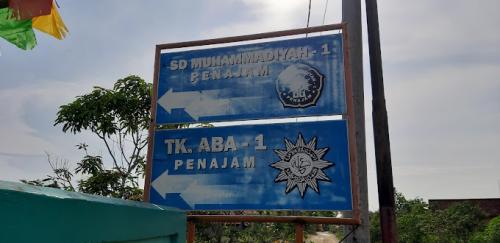 SD MUHAMMADIYAH - 1
PENAJAM
TK. ABA - 1
PENAJAM